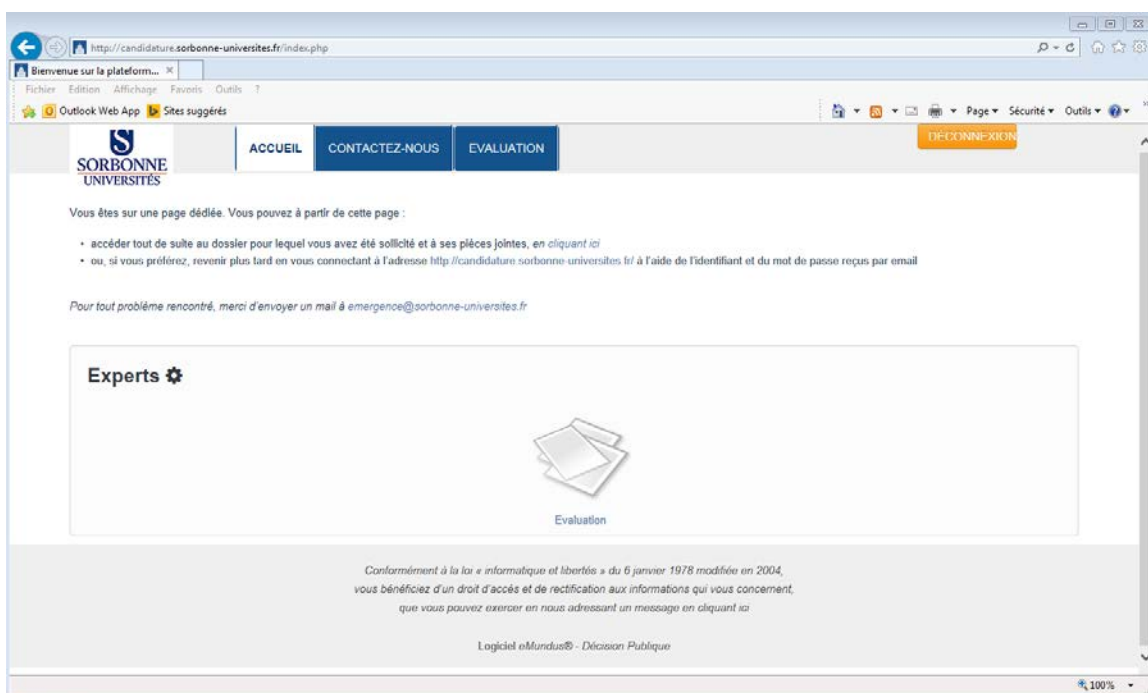 http://candidature.sorbonne-universites.fr/index.php
Bienvenue sur la plateform...
Fichier Edition Affichage Favoris Outils ?
Outlook Web App Sites suggérés
Page Sécurité Outils
SORBONNE
UNIVERSITÉS
ACCUEIL CONTACTEZ-NOUS EVALUATION
DÉCONNEXION
Vous êtes sur une page dédiée. Vous pouvez à partir de cette page :
• accéder tout de suite au dossier pour lequel vous avez été sollicité et à ses pièces jointes, en cliquant ici
• ou, si vous préférez, revenir plus tard en vous connectant à l'adresse http://candidature.sorbonne-universites.fr/ à l'aide de l'identifiant et du mot de passe reçus par email
Pour tout problème rencontré, merci d'envoyer un mail à emergence@sorbonne-universites.fr
Experts
Evaluation
Conformément à la loi « informatique et libertés » du 6 janvier 1978 modifiée en 2004,
vous bénéficiez d'un droit d'accès et de rectification aux informations qui vous concernent,
que vous pouvez exercer en nous adressant un message en cliquant ici
Logiciel eMundus® - Décision Publique
100%